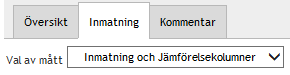 Översikt Inmatning Kommentar
Val av mått Inmatning och Jämförelsekolumner